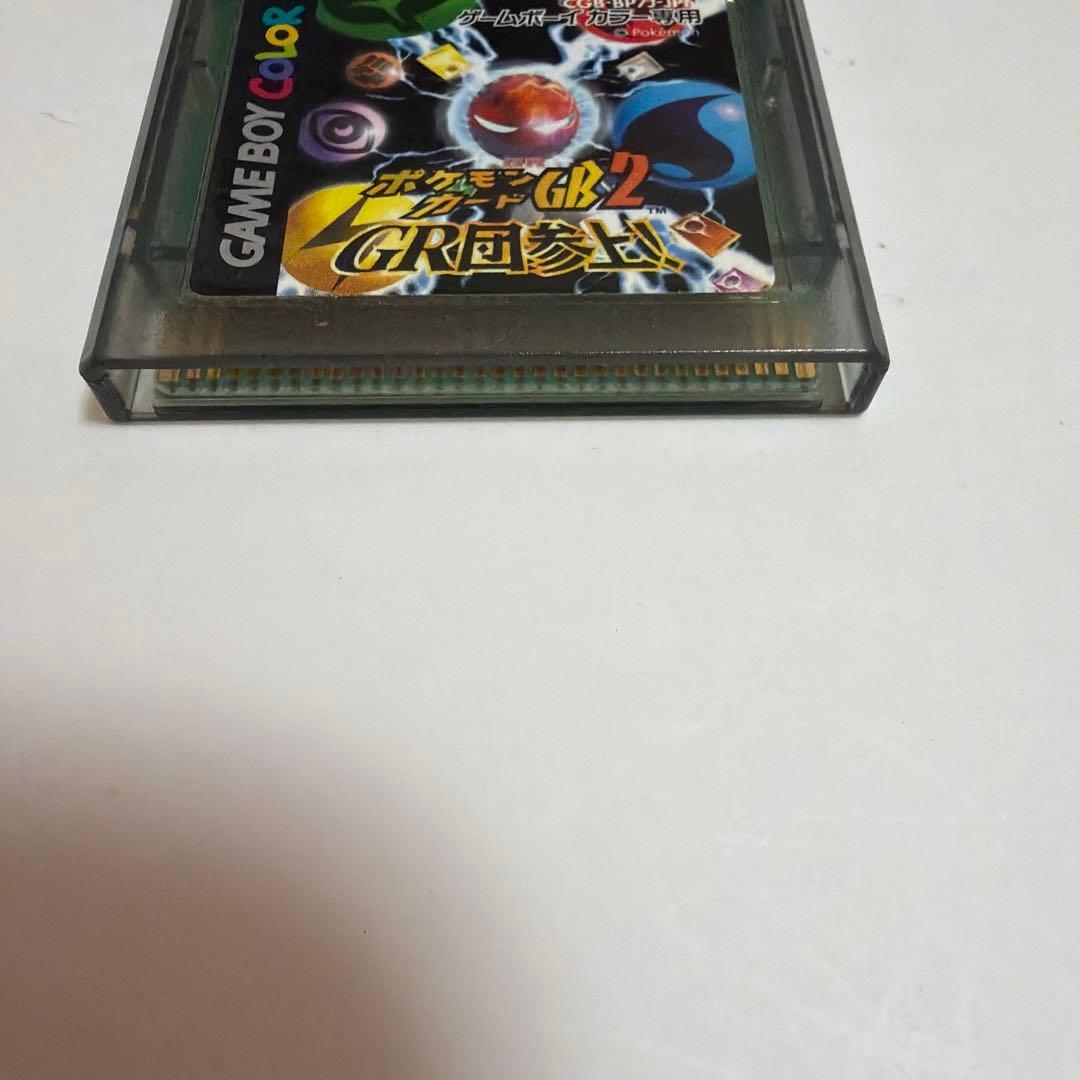 ゲームボーイ カラー専用
Pokémon
GAME BOY COLOR
ポケモン
カードGB2
TM
GR団参上!